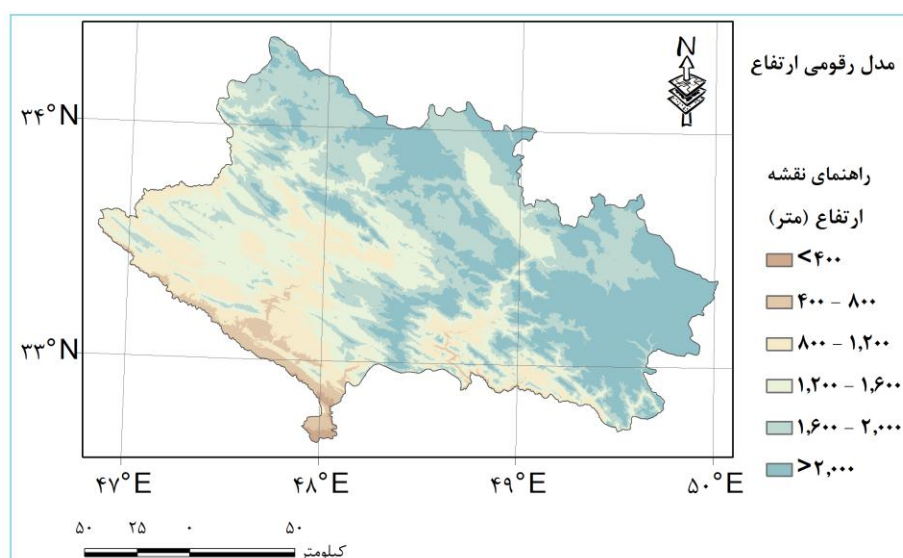 مدل رقومی ارتفاع
N
۳۴°N
۳۳°N
۴۷°E
۴۸°E
۴۹°E
۵۰°E
راهنمای نقشه
ارتفاع (متر)
<۴۰۰
۴۰۰ – ۸۰۰
۸۰۰ – ۱,۲۰۰
۱,۲۰۰ – ۱,۶۰۰
۱,۶۰۰ – ۲,۰۰۰
>۲,۰۰۰
۵۰ ۲۵ ۰ ۵۰
کیلومتر